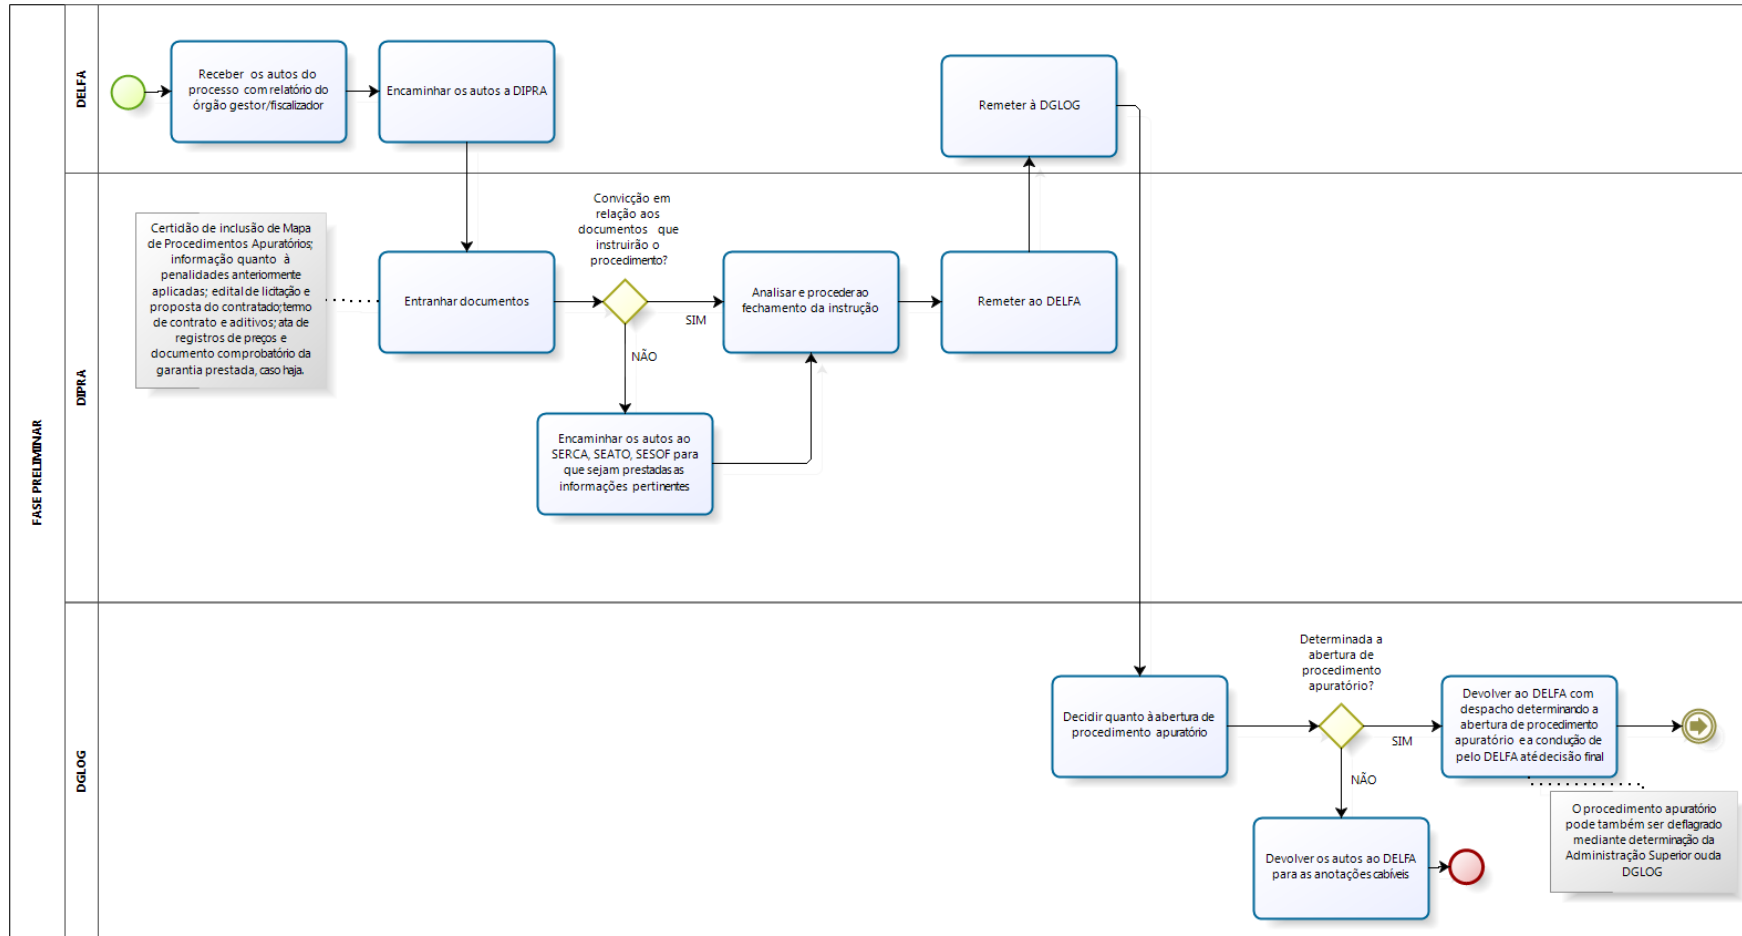 FASE PRELIMINAR
DELFA
Receber os autos do
processo com relatório do
órgão gestor/fiscalizador
Encaminhar os autos a DIPRA
Remeter à DGLOG
DIPRA
Certidão de inclusão de Mapa
de Procedimentos Apuratórios;
informação quanto à
penalidades anteriormente
aplicadas; edital de licitação e
proposta do contratado; termo
de contrato e aditivos; ata de
registros de preços e
documento comprobatório da
garantia prestada, caso haja.
Entranhar documentos
Convicção em
relação aos
documentos que
instruirão o
procedimento?
SIM
NÃO
Analisar e proceder ao
fechamento da instrução
Remeter ao DELFA
Encaminhar os autos ao
SERCA, SEATO, SESOF para
que sejam prestadas as
informações pertinentes
DGLOG
Decidir quanto à abertura de
procedimento apuratório
Determinada a
abertura de
procedimento
apuratório?
SIM
NÃO
Devolver ao DELFA com
despacho determinando a
abertura de procedimento
apuratório e a condução de
pelo DELFA até decisão final
O procedimento apuratório
pode também ser deflagrado
mediante determinação da
Administração Superior ou da
DGLOG
Devolver os autos ao DELFA
para as anotações cabíveis